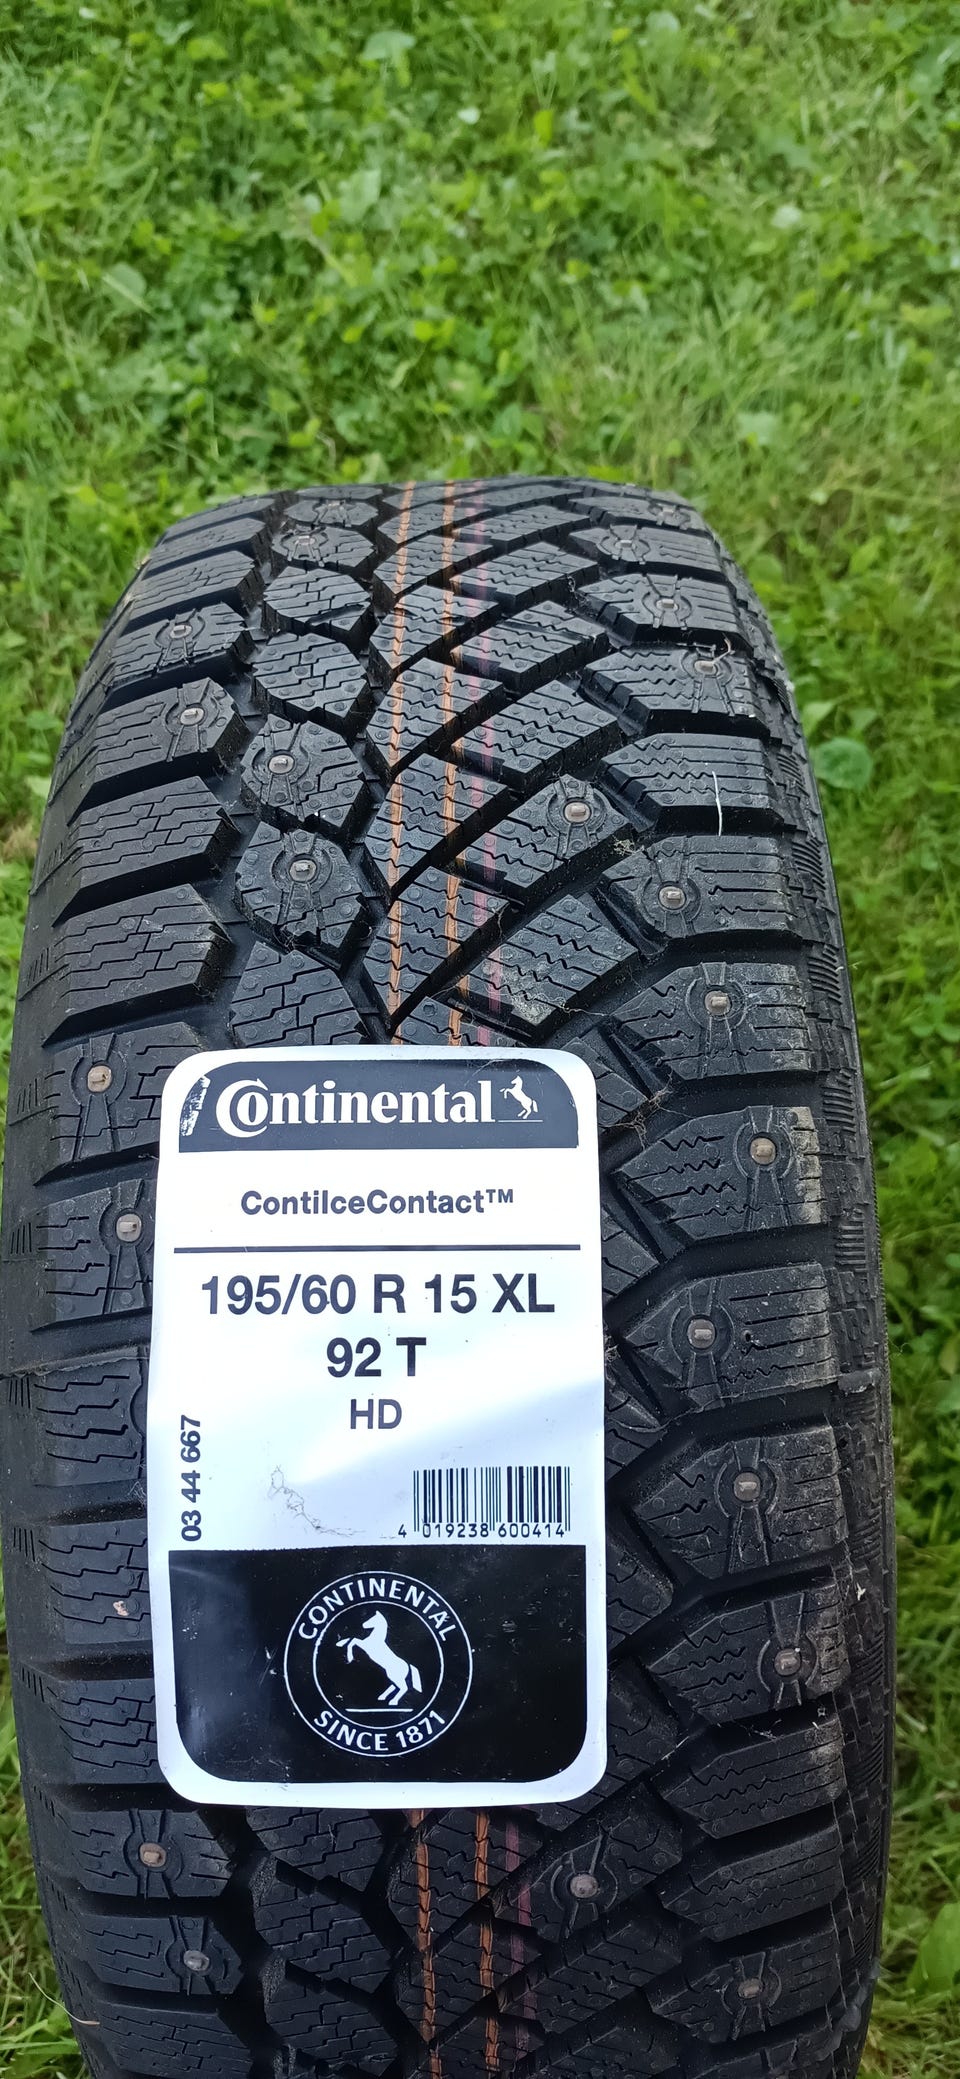 Continental
ContiIceContact™
195/60 R 15 XL
92 T
HD
03 44 667
4 019238 600414
CONTINENTAL
SINCE 1871